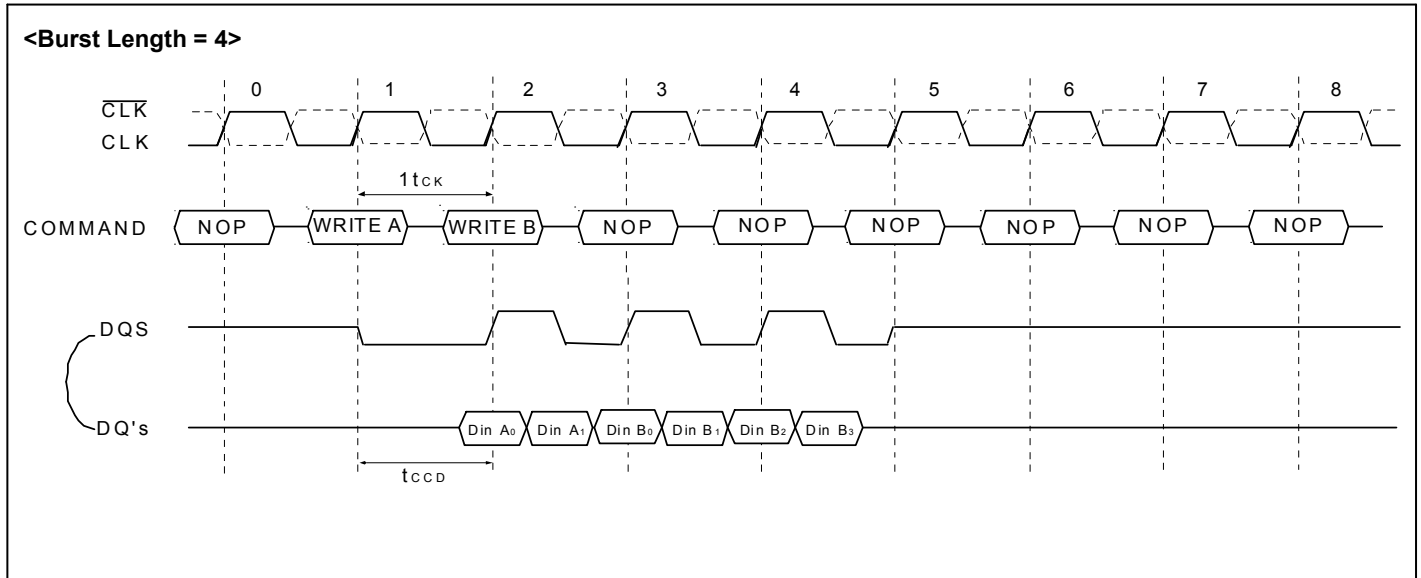 <Burst Length = 4>
0 1 2 3 4 5 6 7 8
CLK
CLK
1tCK
COMMAND NOP WRITE A WRITE B NOP NOP NOP NOP NOP NOP
DQS
DQ's Din A0 Din A1 Din B0 Din B1 Din B2 Din B3
tCCD